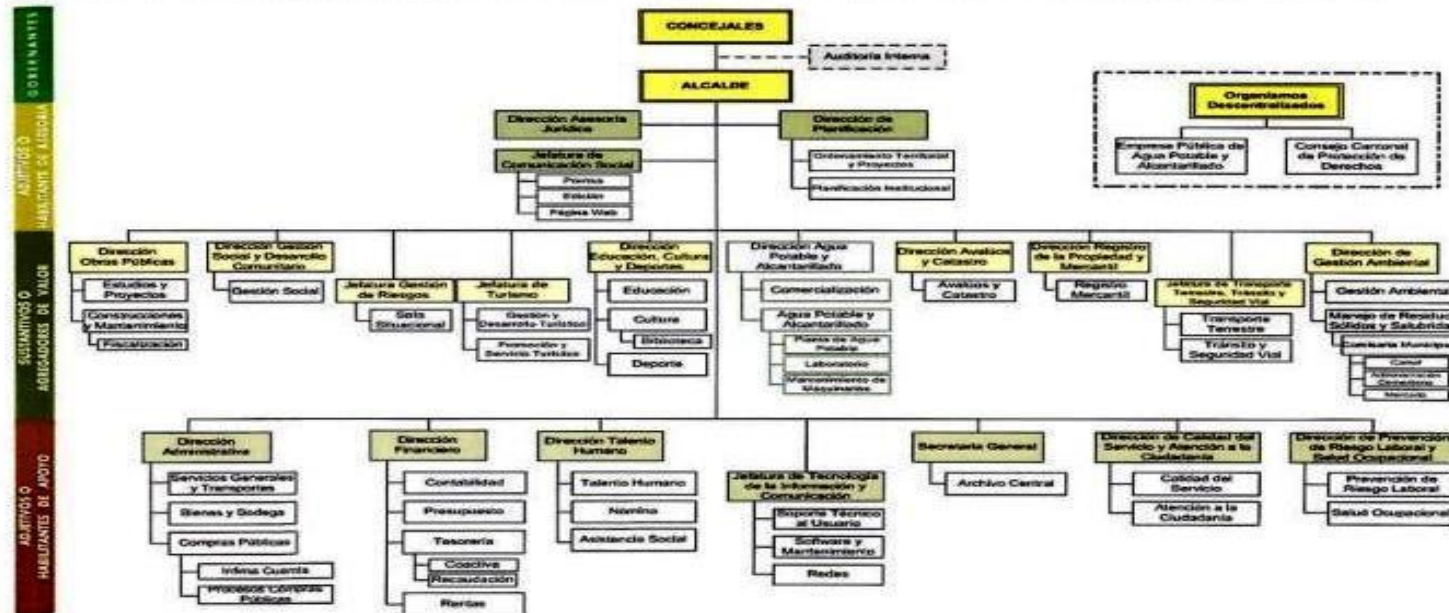 CONCEJALES
Auditoría Interna
ALCALDE
Organismos
Descentralizados
Empresa Pública de
Agua Potable y
Alcantarillado
Consejo Cantonal
de Protección de
Derechos
Dirección Asesoría
Jurídica
Dirección de
Planificación
Jefatura de
Comunicación Social
Prensa
Edición
Página Web
Ordenamiento Territorial
y Proyectos
Planificación Institucional
GOBERNANTES
ADJETIVOS O
HABILITANTE DE ASESORIA
SUSTANTIVOS O
AGREGADORES DE VALOR
ADJETIVOS O
HABILITANTES DE APOYO
Dirección
Obras Públicas
Estudios y
Proyectos
Construcciones
y Mantenimiento
Fiscalización
Dirección Gestión
Social y Desarrollo
Comunitario
Gestión Social
Jefatura Gestión
de Riesgos
Sala
Situacional
Jefatura de
Turismo
Gestión y
Desarrollo Turístico
Promoción y
Servicio Turístico
Dirección
Educación, Cultura
y Deportes
Educación
Cultura
Biblioteca
Deporte
Dirección Agua
Potable y
Alcantarillado
Comercialización
Agua Potable y
Alcantarillado
Planta de Agua
Potable
Laboratorio
Mantenimiento de
Maquinarias
Dirección Avalúos
y Catastro
Avalúos y
Catastro
Dirección Registro
de la Propiedad y
Mercantil
Registro
Mercantil
Jefatura de Transporte
Terrestre, Tránsito y
Seguridad Vial
Transporte
Terrestre
Tránsito y
Seguridad Vial
Dirección de
Gestión Ambiental
Gestión Ambienta
Manejo de Residuo
Sólidos y Salubrid
Comisaría Municipa
Camal
Administración
Cementerio
Mercado
Dirección
Administrativa
Servicios Generales
y Transportes
Bienes y Bodega
Compras Públicas
Infima Cuantía
Procesos Compras
Públicas
Dirección
Financiero
Contabilidad
Presupuesto
Tesorería
Coactiva
Recaudación
Rentas
Dirección Talento
Humano
Talento Humano
Nomina
Asistencia Social
Jefatura de Tecnología
de la Información y
Comunicación
Soporte Técnico
al Usuario
Software y
Mantenimiento
Redes
Secretaría General
Archivo Central
Dirección de Calidad del
Servicio y Atención a la
Ciudadanía
Calidad del
Servicio
Atención a la
Ciudadanía
Dirección de Prevención
de Riesgo Laboral y
Salud Ocupacional
Prevención de
Riesgo Laboral
Salud Ocupacional